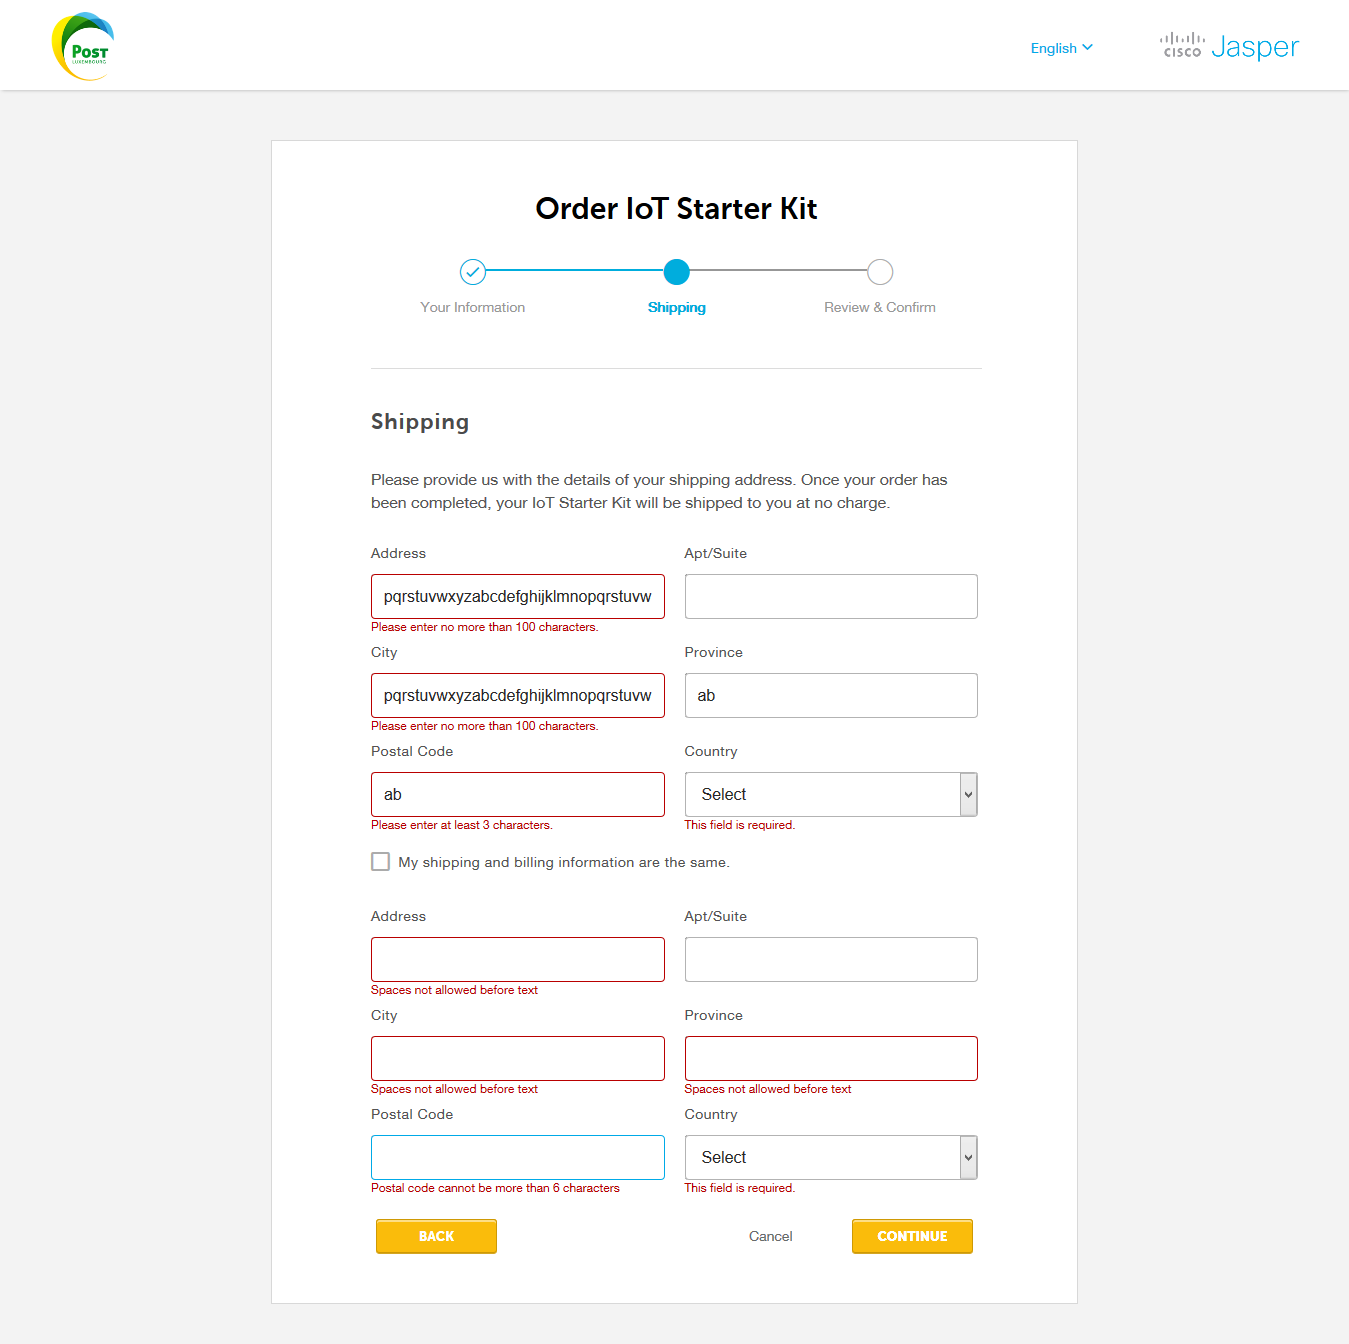 POST
LUXEMBOURG
English
CISCO Jasper
Order IoT Starter Kit
Your Information
Shipping
Review & Confirm
Shipping
Please provide us with the details of your shipping address. Once your order has
been completed, your IoT Starter Kit will be shipped to you at no charge.
Address
Apt/Suite
pqrstuvwxyzabcdefghijklmnopqrstuvw
Please enter no more than 100 characters.
City
Province
pqrstuvwxyzabcdefghijklmnopqrstuvw
ab
Please enter no more than 100 characters.
Postal Code
Country
ab
Select
Please enter at least 3 characters.
This field is required.
My shipping and billing information are the same.
Address
Apt/Suite
Spaces not allowed before text
City
Province
Spaces not allowed before text
Spaces not allowed before text
Postal Code
Country
Select
Postal code cannot be more than 6 characters
This field is required.
BACK
Cancel
CONTINUE